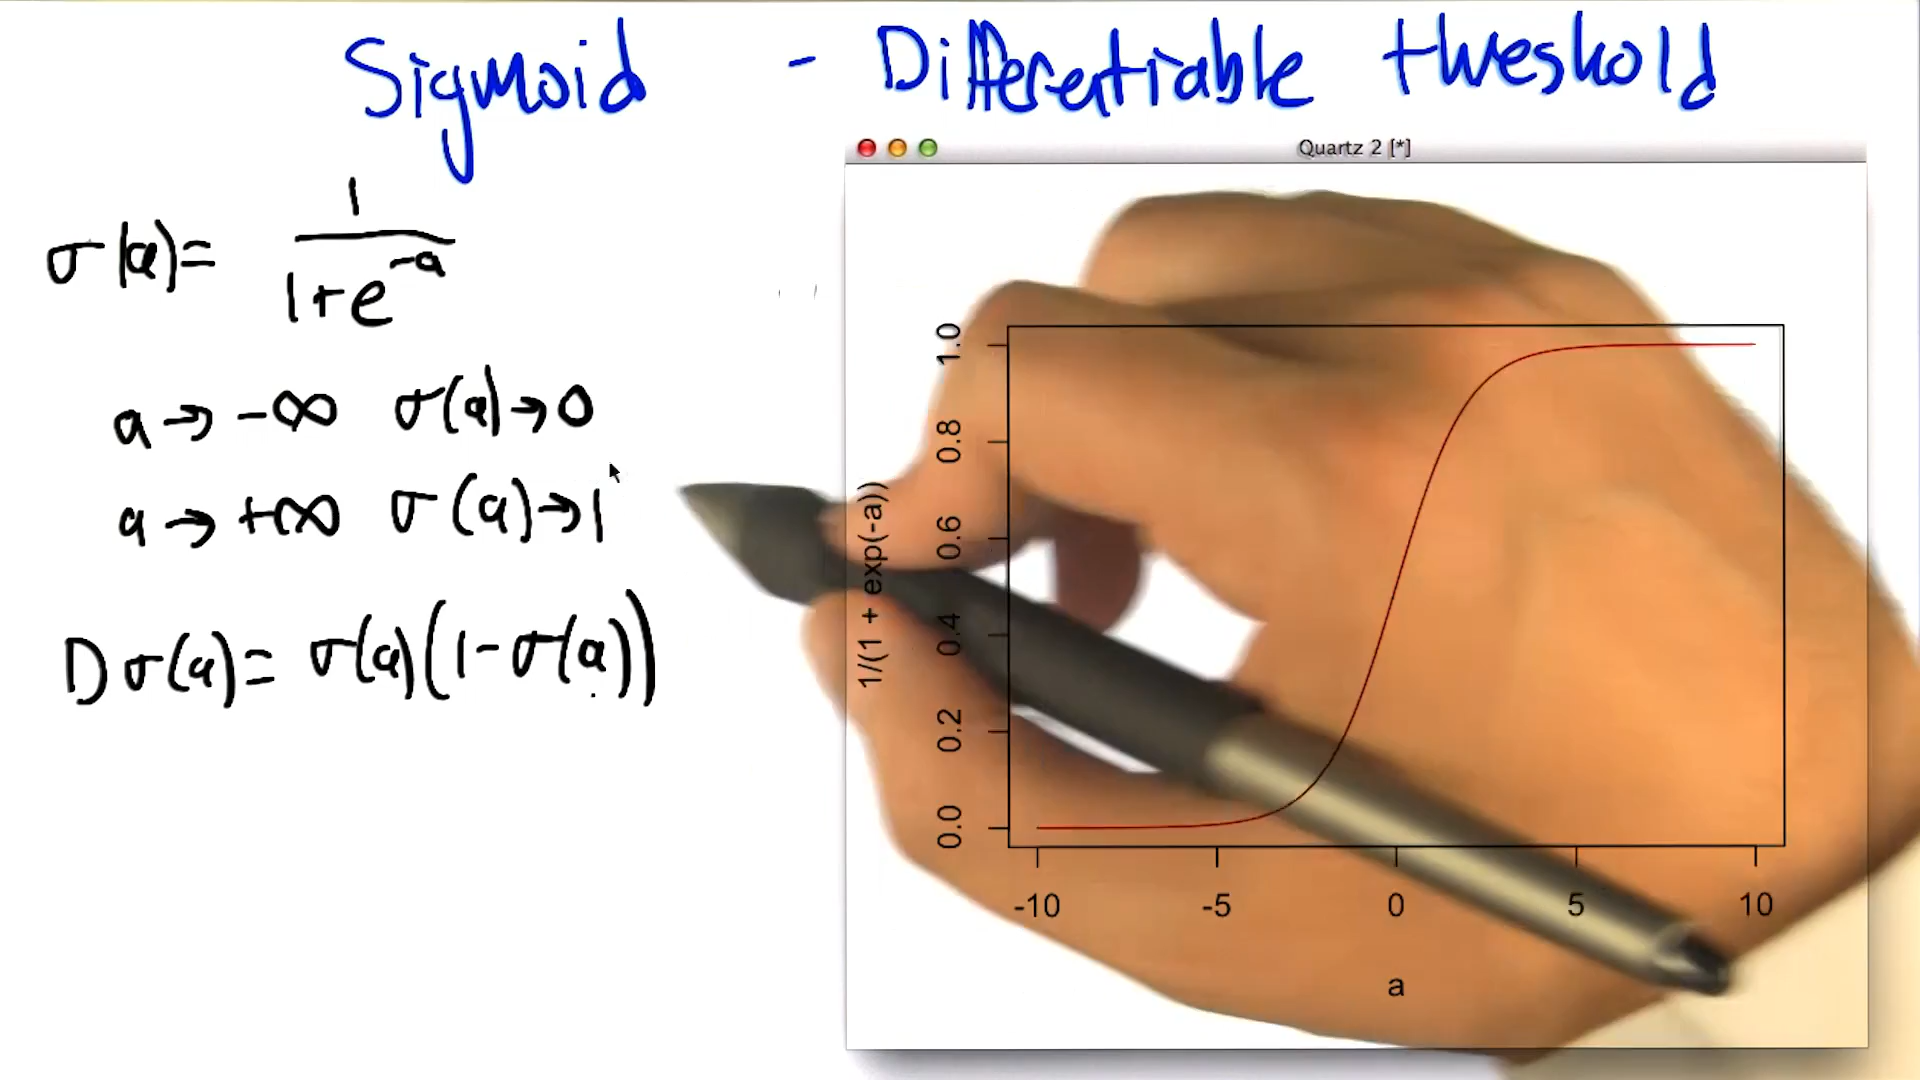 Sigmoid - Differentiable threshold
σ(a) = 1 / (1+e^-a)
a → -∞ σ(a) → 0
a → +∞ σ(a) → 1
Dσ(a) = σ(a)(1-σ(a))
Quartz 2 [*]
1/(1 + exp(-a))
1.0
0.8
0.6
0.4
0.2
0.0
-10 -5 0 5 10
a